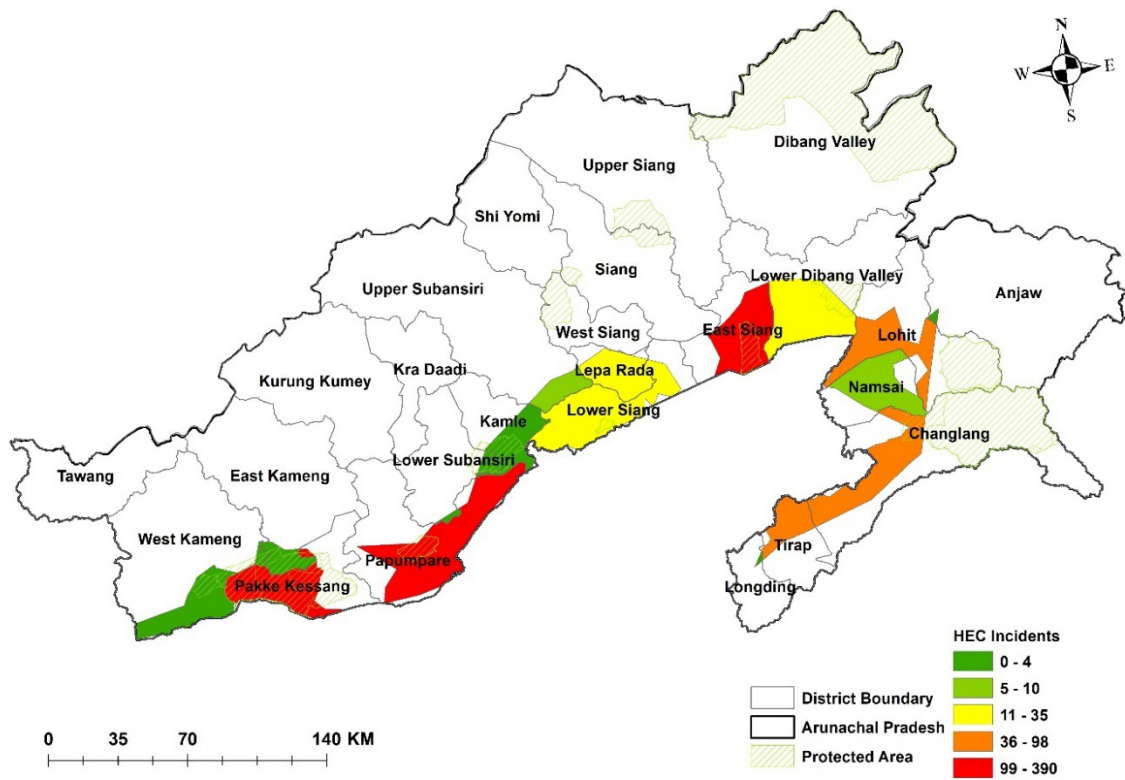 N
W E
S
Dibang Valley
Upper Siang
Shi Yomi
Siang
Lower Dibang Valley
Anjaw
Upper Subansiri
West Siang
East Siang
Lohit
Kra Daadi
Lepa Rada
Kurung Kumey
Namsai
Lower Siang
Kamle
Changlang
Lower Subansiri
Tawang
East Kameng
West Kameng
Tirap
Papumpare
Pakke Kessang
Longding
HEC Incidents
0 - 4
5 - 10
11 - 35
36 - 98
99 - 390
District Boundary
Arunachal Pradesh
Protected Area
0 35 70 140 KM